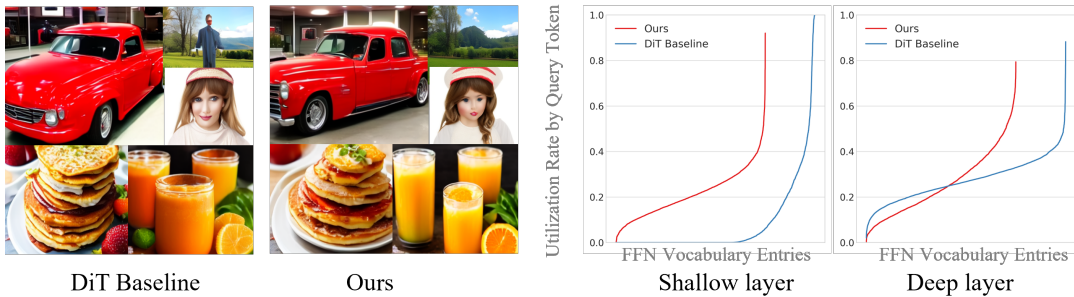 DiT Baseline
Ours
Utilization Rate by Query Token
1.0
0.8
0.6
0.4
0.2
0.0
Ours
DiT Baseline
FFN Vocabulary Entries
Shallow layer
1.0
0.8
0.6
0.4
0.2
0.0
Ours
DiT Baseline
FFN Vocabulary Entries
Deep layer